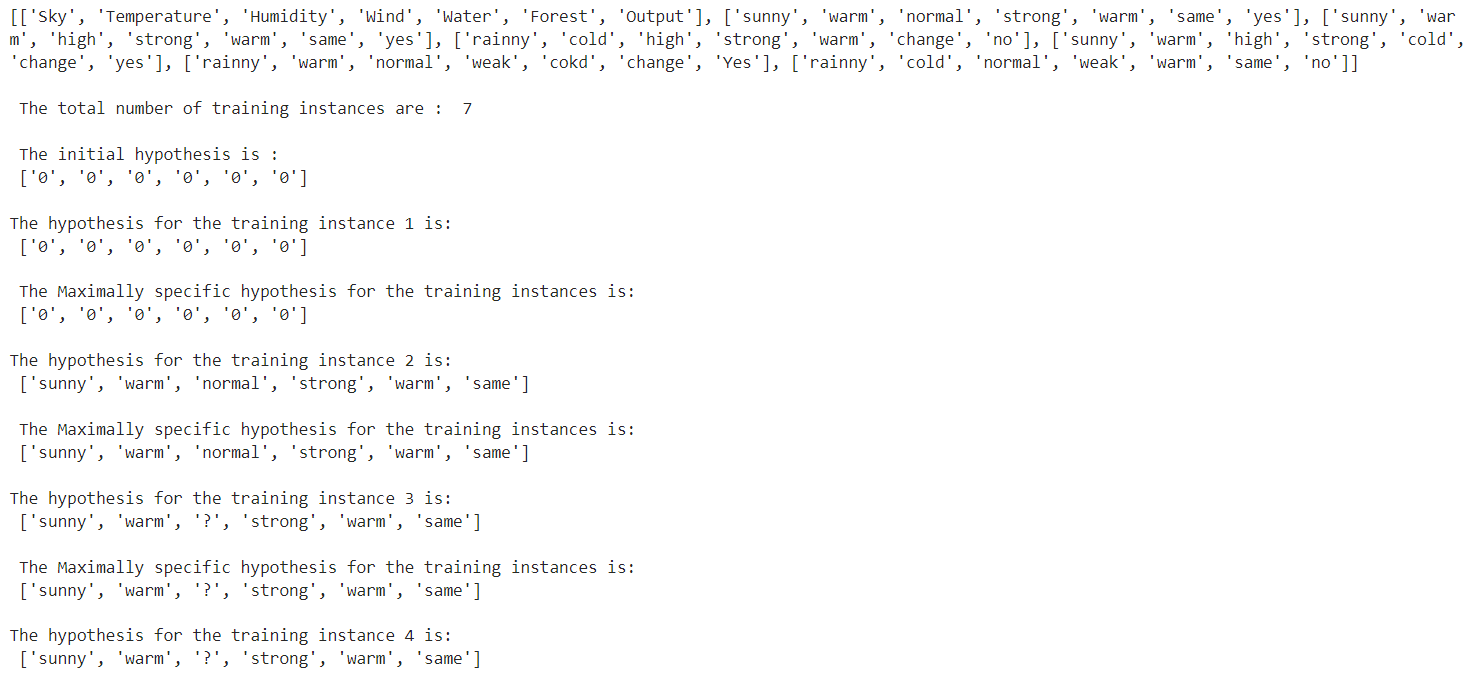 [['Sky', 'Temperature', 'Humidity', 'Wind', 'Water', 'Forest', 'Output'], ['sunny', 'warm', 'normal', 'strong', 'warm', 'same', 'yes'], ['sunny', 'war
m', 'high', 'strong', 'warm', 'same', 'yes'], ['rainny', 'cold', 'high', 'strong', 'warm', 'change', 'no'], ['sunny', 'warm', 'high', 'strong', 'cold',
'change', 'yes'], ['rainny', 'warm', 'normal', 'weak', 'cokd', 'change', 'Yes'], ['rainny', 'cold', 'normal', 'weak', 'warm', 'same', 'no']]
The total number of training instances are :  7
The initial hypothesis is :
['0', '0', '0', '0', '0', '0']
The hypothesis for the training instance 1 is:
['0', '0', '0', '0', '0', '0']
The Maximally specific hypothesis for the training instances is:
['0', '0', '0', '0', '0', '0']
The hypothesis for the training instance 2 is:
['sunny', 'warm', 'normal', 'strong', 'warm', 'same']
The Maximally specific hypothesis for the training instances is:
['sunny', 'warm', 'normal', 'strong', 'warm', 'same']
The hypothesis for the training instance 3 is:
['sunny', 'warm', '?', 'strong', 'warm', 'same']
The Maximally specific hypothesis for the training instances is:
['sunny', 'warm', '?', 'strong', 'warm', 'same']
The hypothesis for the training instance 4 is:
['sunny', 'warm', '?', 'strong', 'warm', 'same']